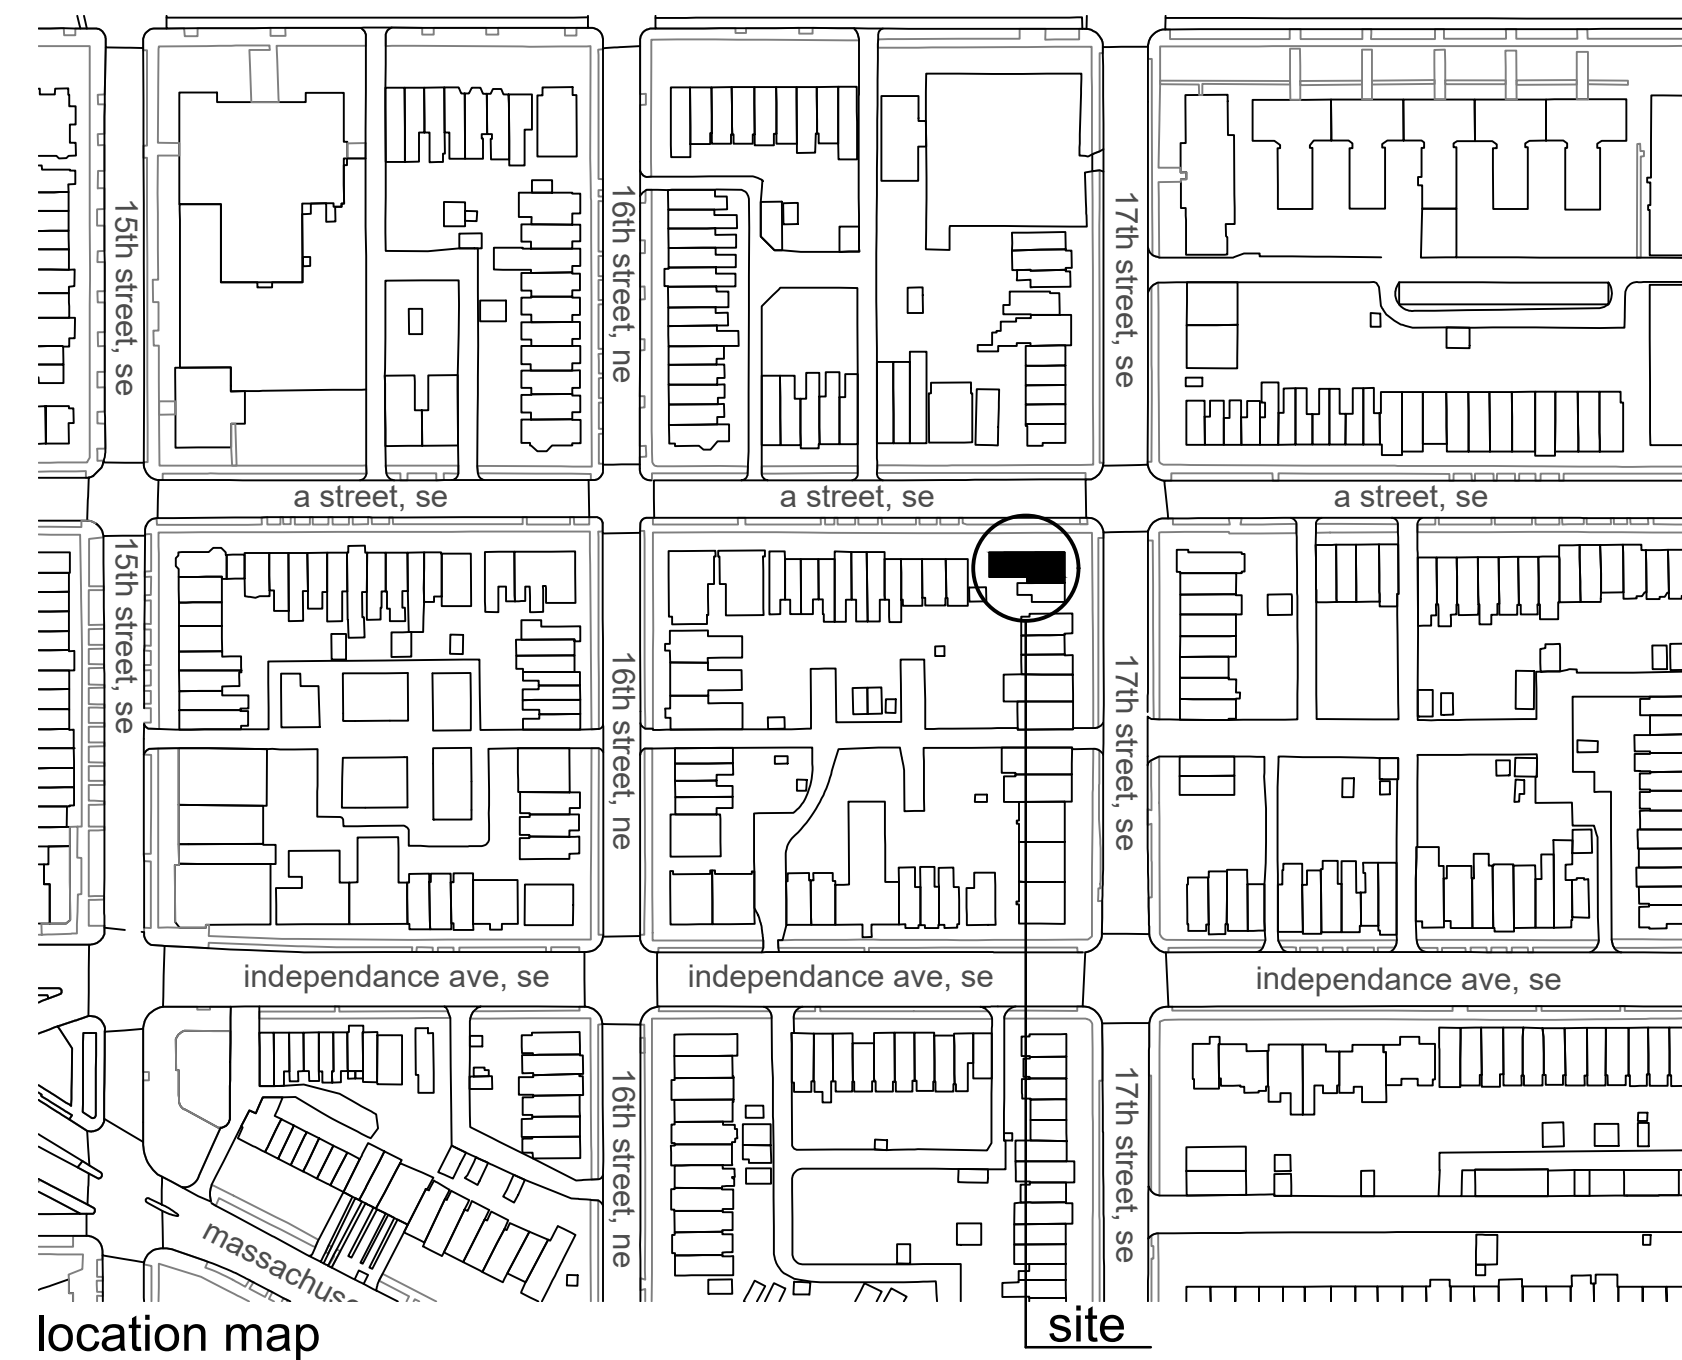 15th street, se
16th street, ne
17th street, se
a street, se
a street, se
a street, se
15th street, se
16th street, ne
17th street, se
independance ave, se
independance ave, se
independance ave, se
16th street, ne
17th street, se
massachus
location map
site